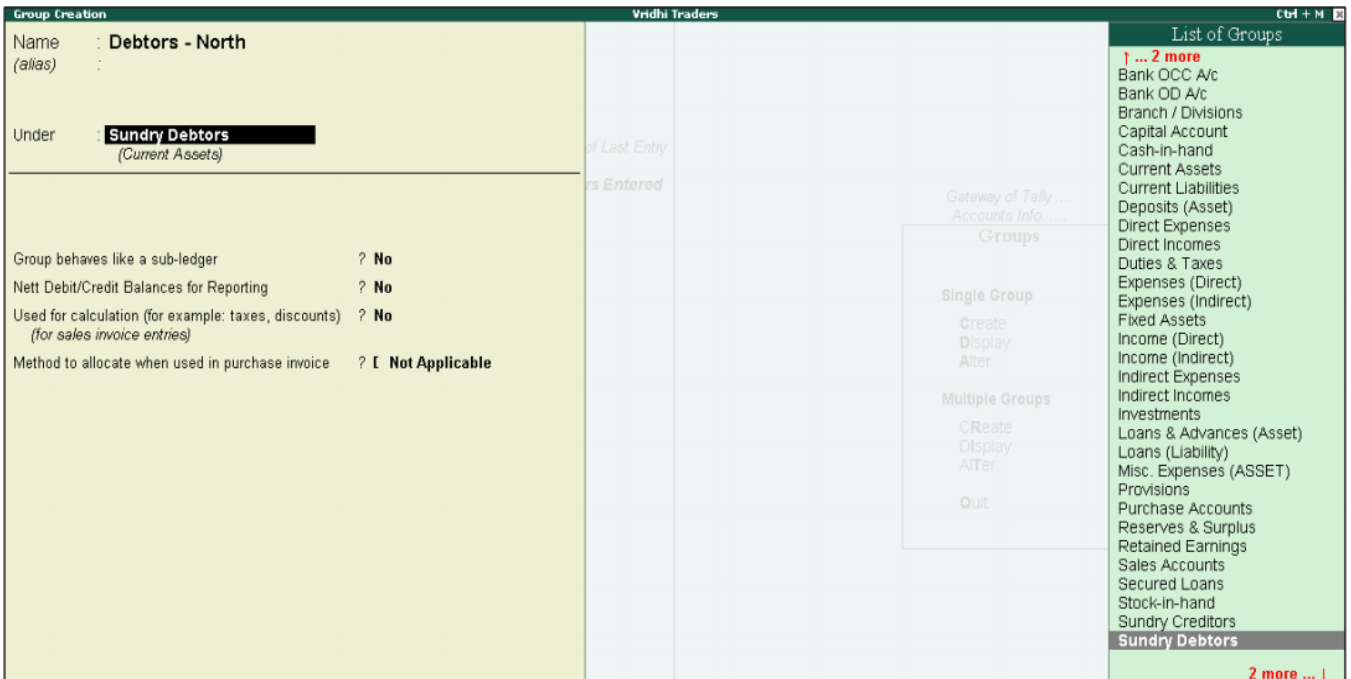 Group Creation Vridhi Traders Ctrl + M
Name : Debtors - North
(alias) :
Under : Sundry Debtors
(Current Assets)
Group behaves like a sub-ledger ? No
Nett Debit/Credit Balances for Reporting ? No
Used for calculation (for example: taxes, discounts) ? No
(for sales invoice entries)
Method to allocate when used in purchase invoice ? [ Not Applicable
of Last Entry
rs Entered
Gateway of Tally ....
Accounts Info. ....
Groups
Single Group
Create
Display
Alter
Multiple Groups
CReate
DIsplay
AlTer
Quit
List of Groups
↑ ... 2 more
Bank OCC A/c
Bank OD A/c
Branch / Divisions
Capital Account
Cash-in-hand
Current Assets
Current Liabilities
Deposits (Asset)
Direct Expenses
Direct Incomes
Duties & Taxes
Expenses (Direct)
Expenses (Indirect)
Fixed Assets
Income (Direct)
Income (Indirect)
Indirect Expenses
Indirect Incomes
Investments
Loans & Advances (Asset)
Loans (Liability)
Misc. Expenses (ASSET)
Provisions
Purchase Accounts
Reserves & Surplus
Retained Earnings
Sales Accounts
Secured Loans
Stock-in-hand
Sundry Creditors
Sundry Debtors
2 more ... ↓